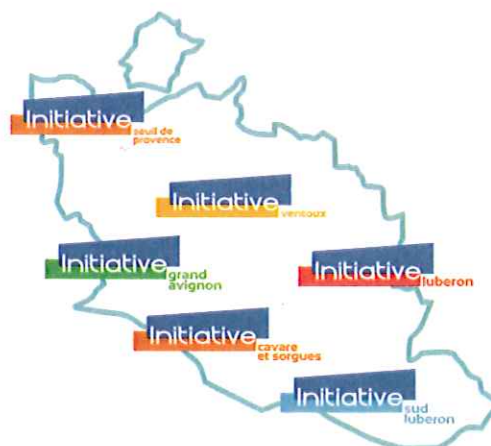 Initiative
seuil de
provence
Initiative
ventoux
Initiative
grand
avignon
Initiative
luberon
Initiative
cavare
et sorgues
Initiative
sud
luberon